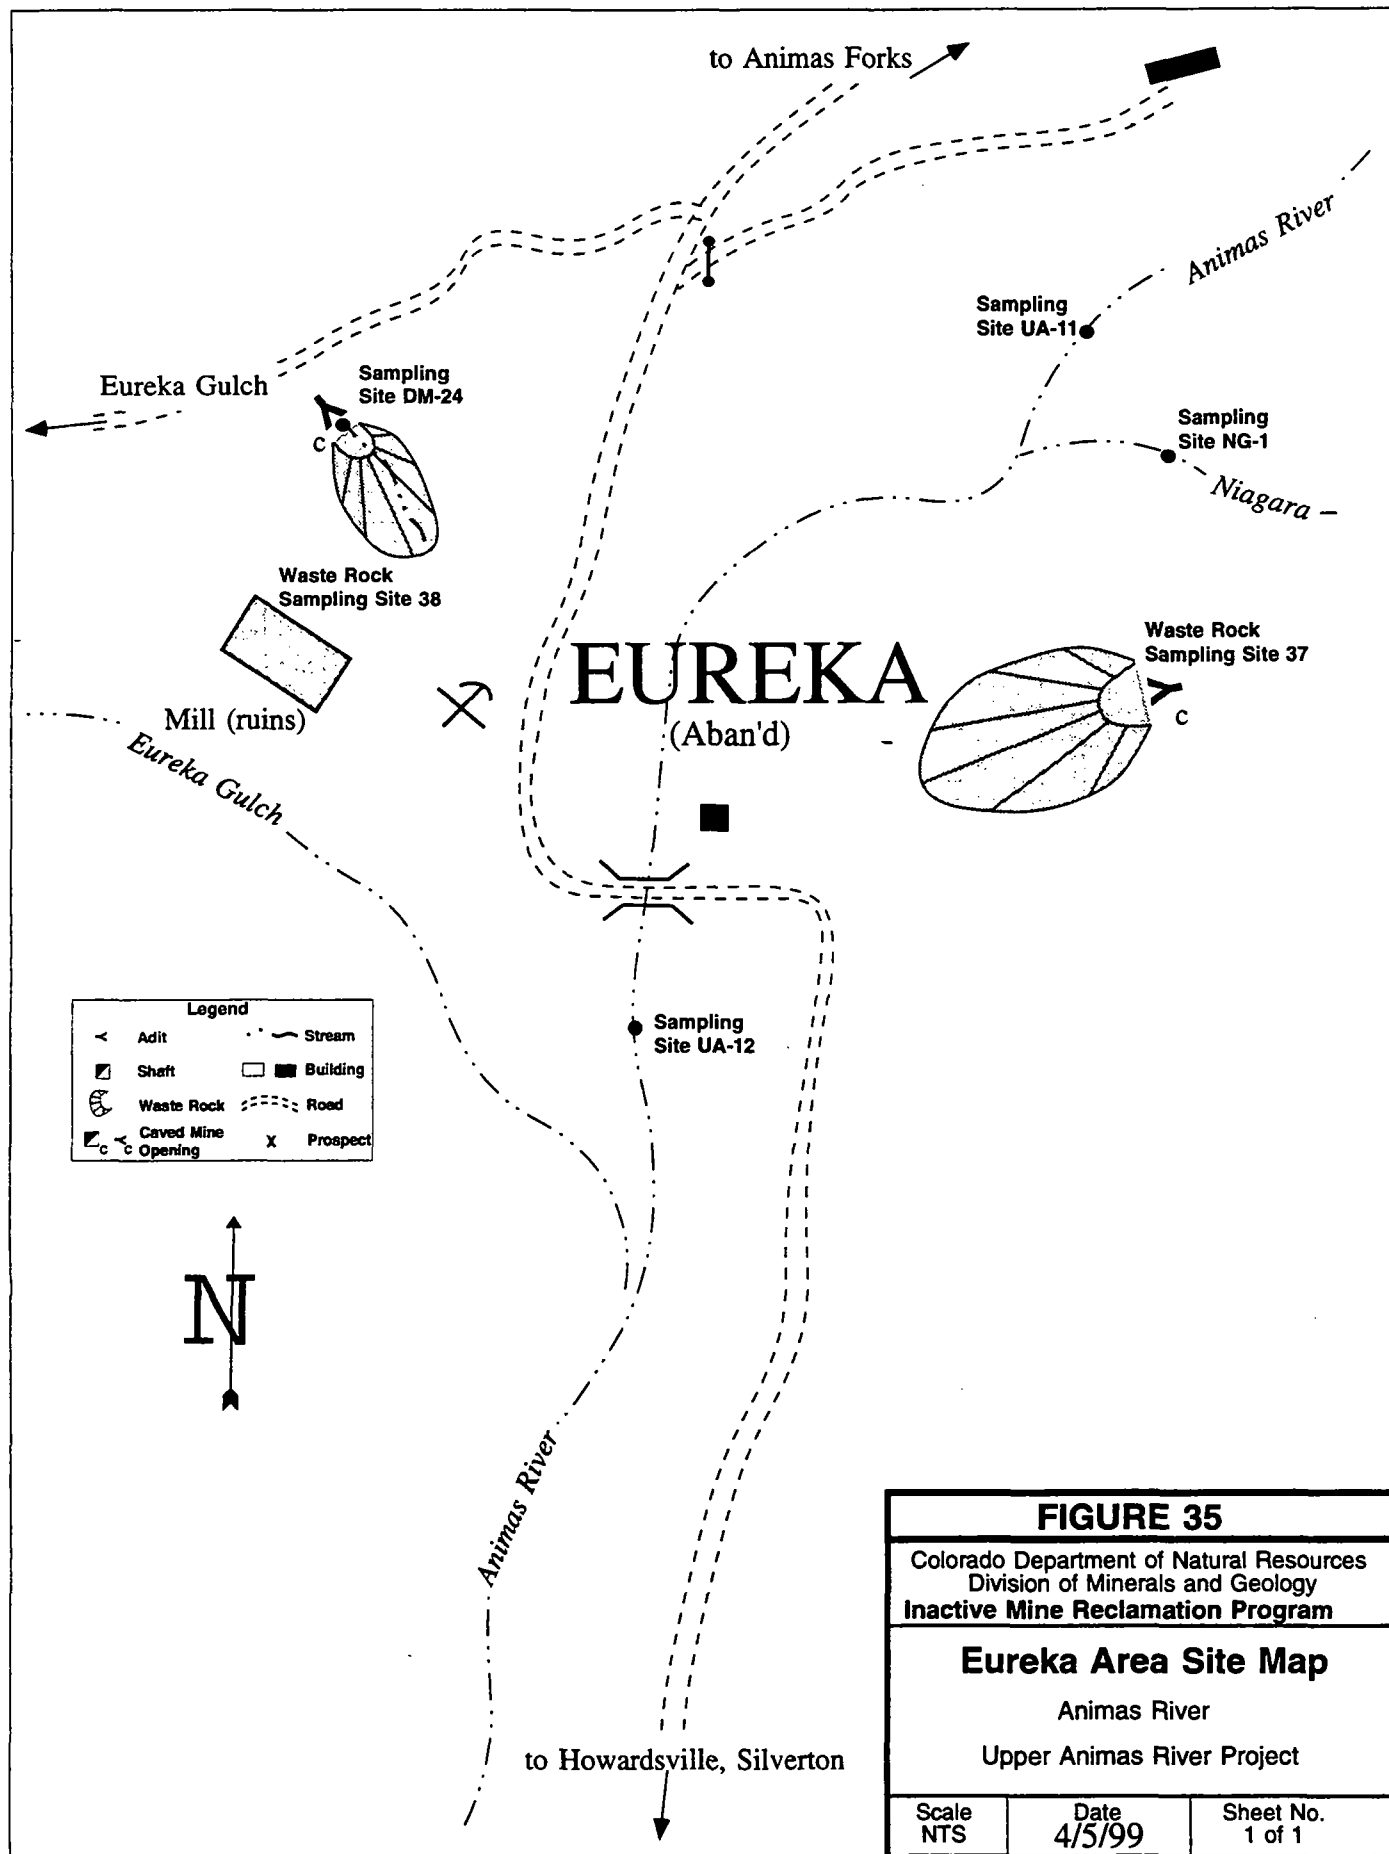 to Animas Forks
Animas River
Sampling
Site UA-11
Sampling
Site DM-24
Eureka Gulch
C
Sampling
Site NG-1
Niagara
Waste Rock
Sampling Site 38
Waste Rock
Sampling Site 37
EUREKA
(Aban'd)
C
Mill (ruins)
Eureka Gulch
Legend
Adit
Stream
Shaft
Building
Waste Rock
Road
C C Caved Mine
Opening
X Prospect
Sampling
Site UA-12
N
Animas River
to Howardsville, Silverton
FIGURE 35
Colorado Department of Natural Resources
Division of Minerals and Geology
Inactive Mine Reclamation Program
Eureka Area Site Map
Animas River
Upper Animas River Project
Scale
NTS
Date
4/5/99
Sheet No.
1 of 1